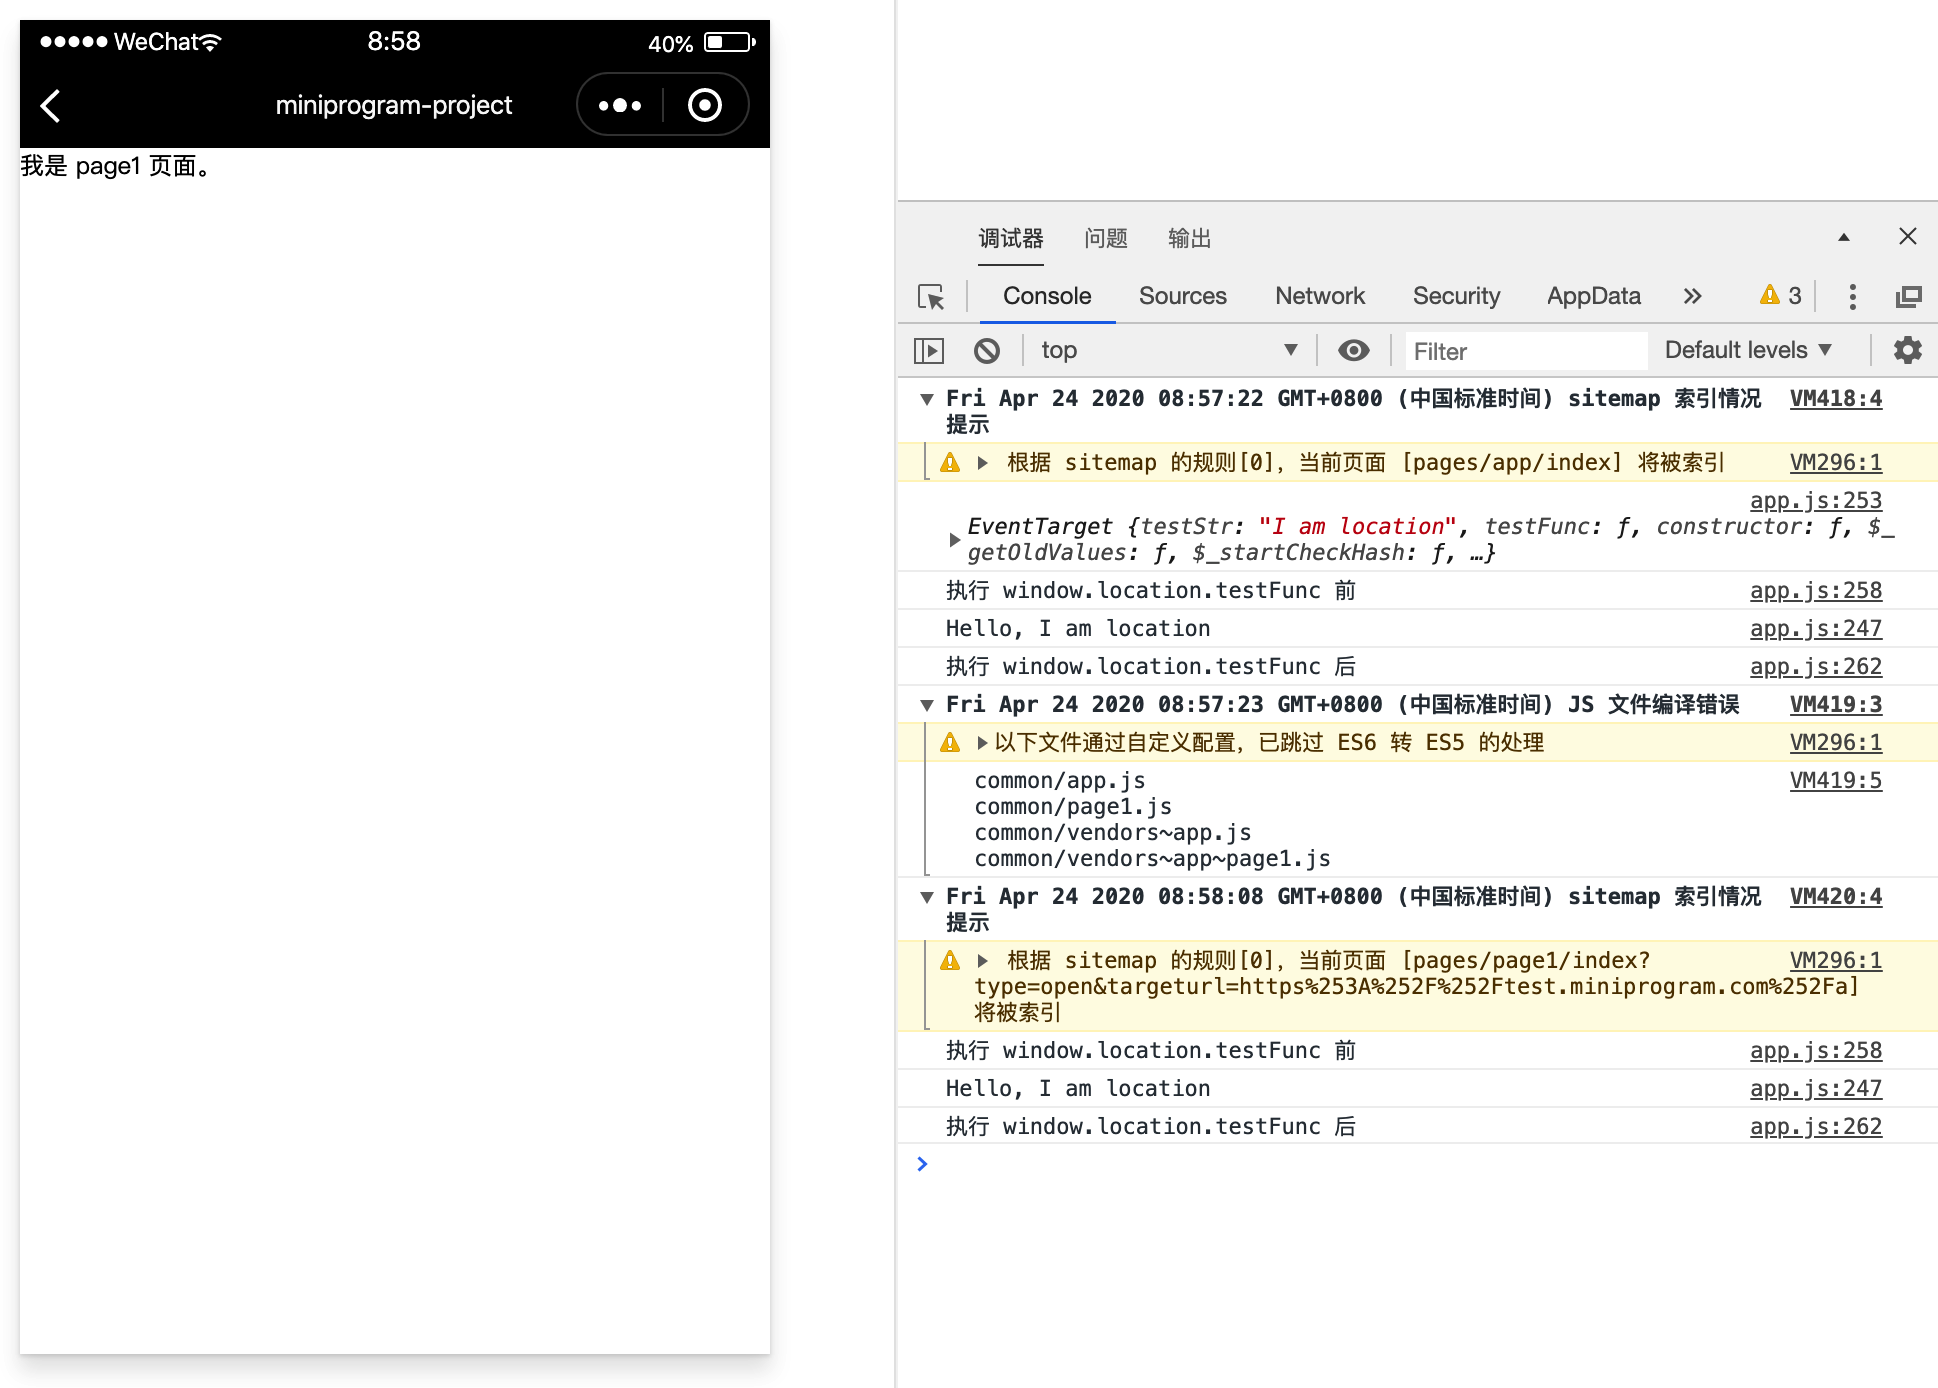 WeChat
8:58
40%
miniprogram-project
我是 page1 页面。
调试器 问题 输出
Console Sources Network Security AppData 3
top Filter Default levels
Fri Apr 24 2020 08:57:22 GMT+0800 (中国标准时间) sitemap 索引情况 VM418:4
提示
根据 sitemap 的规则[0]，当前页面 [pages/app/index] 将被索引 VM296:1
app.js:253
EventTarget {testStr: "I am location", testFunc: ƒ, constructor: ƒ, $_
getOldValues: ƒ, $_startCheckHash: ƒ, …}
执行 window.location.testFunc 前 app.js:258
Hello, I am location app.js:247
执行 window.location.testFunc 后 app.js:262
Fri Apr 24 2020 08:57:23 GMT+0800 (中国标准时间) JS 文件编译错误 VM419:3
以下文件通过自定义配置，已跳过 ES6 转 ES5 的处理 VM296:1
common/app.js VM419:5
common/page1.js
common/vendors~app.js
common/vendors~app~page1.js
Fri Apr 24 2020 08:58:08 GMT+0800 (中国标准时间) sitemap 索引情况 VM420:4
提示
根据 sitemap 的规则[0]，当前页面 [pages/page1/index? VM296:1
type=open&targeturl=https%253A%252F%252Ftest.miniprogram.com%252Fa]
将被索引
执行 window.location.testFunc 前 app.js:258
Hello, I am location app.js:247
执行 window.location.testFunc 后 app.js:262